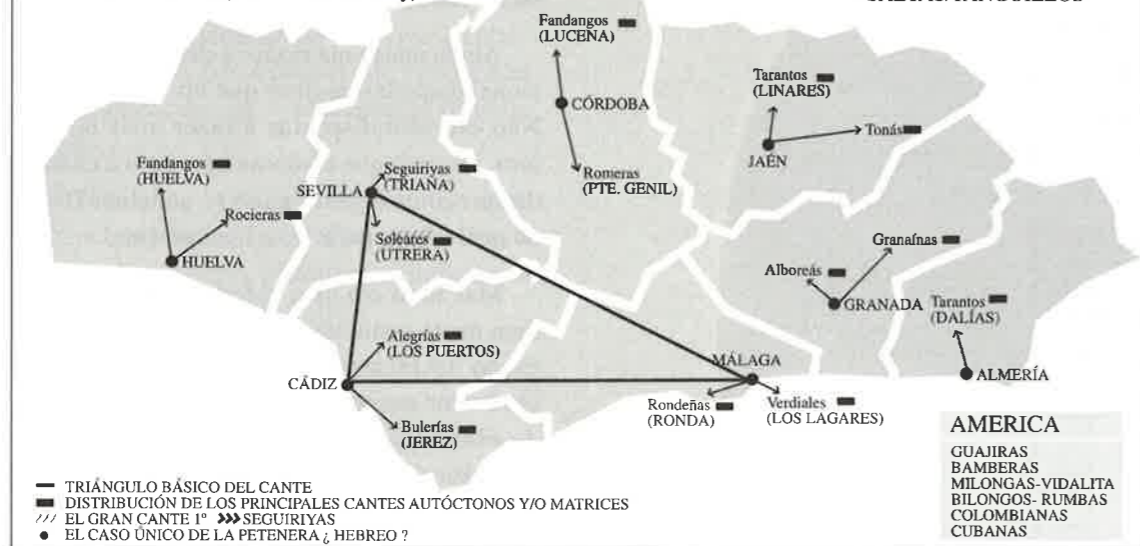 Fandangos
(LUCENA)
Tarantos
(LINARES)
CÓRDOBA
Tonás
JAÉN
Fandangos
(HUELVA)
Seguiriyas
(TRIANA)
SEVILLA
Romeras
(PTE. GENIL)
Rocieras
Soleares
(UTRERA)
HUELVA
Granaínas
Alboreás
GRANADA
Tarantos
(DALÍAS)
Alegrías
(LOS PUERTOS)
CÁDIZ
MÁLAGA
ALMERÍA
Rondeñas
(RONDA)
Verdiales
(LOS LAGARES)
Bulerías
(JEREZ)
AMERICA
GUAJIRAS
BAMBERAS
MILONGAS-VIDALITA
BILONGOS- RUMBAS
COLOMBIANAS
CUBANAS
TRIÁNGULO BÁSICO DEL CANTE
DISTRIBUCIÓN DE LOS PRINCIPALES CANTES AUTÓCTONOS Y/O MATRICES
EL GRAN CANTE 1º SEGUIRIYAS
EL CASO ÚNICO DE LA PETENERA ¿ HEBREO ?